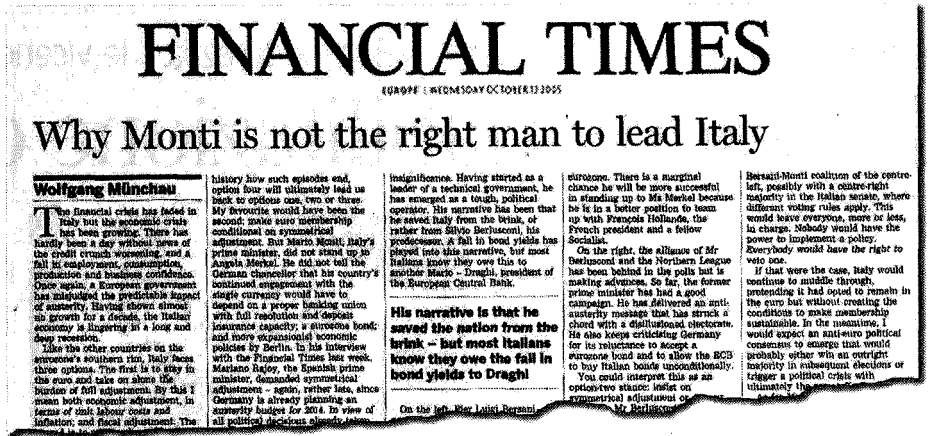 FINANCIAL TIMES
EUROPE | WEDNESDAY OCTOBER 12 2005
Why Monti is not the right man to lead Italy
Wolfgang Münchau
The financial crisis has faded in
Italy but the economic crisis
has been growing. There has
hardly been a day without news of
the credit crunch worsening, and a
fall in employment, consumption,
production and business confidence.
Once again, a European government
has misjudged the predictable impact
of austerity. Having shown almost
no growth for a decade, the Italian
economy is lingering in a long and
deep recession.
Like the other countries on the
eurozone's southern rim, Italy faces
three options. The first is to stay in
the euro and take on alone the
burden of full adjustment. By this I
mean both economic adjustment, in
terms of unit labour costs and
inflation; and fiscal adjustment. The
history how such episodes end,
option four will ultimately lead us
back to options one, two or three.
My favourite would have been the
second: make euro membership
conditional on symmetrical
adjustment. But Mario Monti, Italy's
prime minister, did not stand up to
Angela Merkel. He did not tell the
German chancellor that his country's
continued engagement with the
single currency would have to
depend on a proper banking union
with full resolution and deposit
insurance capacity; a eurozone bond;
and more expansionist economic
policies by Berlin. In his interview
with the Financial Times last week,
Mariano Rajoy, the Spanish prime
minister, demanded symmetrical
adjustment – again, rather late, since
Germany is already planning an
austerity budget for 2014. In view of
all political decisions already taken
insignificance. Having started as a
leader of a technical government, he
has emerged as a tough, political
operator. His narrative has been that
he saved Italy from the brink, or
rather from Silvio Berlusconi, his
predecessor. A fall in bond yields has
played into this narrative, but most
Italians know they owe this to
another Mario – Draghi, president of
the European Central Bank.
His narrative is that he
saved the nation from the
brink – but most Italians
know they owe the fall in
bond yields to Draghi
On the left, Pier Luigi Bersani,
eurozone. There is a marginal
chance he will be more successful
in standing up to Ms Merkel because
he is in a better position to team
up with François Hollande, the
French president and a fellow
Socialist.
On the right, the alliance of Mr
Berlusconi and the Northern League
has been behind in the polls but is
making advances. So far, the former
prime minister has had a good
campaign. He has delivered an anti-
austerity message that has struck a
chord with a disillusioned electorate.
He also keeps criticising Germany
for its reluctance to accept a
eurozone bond and to allow the ECB
to buy Italian bonds unconditionally.
You could interpret this as an
option-two stance: insist on
symmetrical adjustment or
Mr Berlusconi
Bersani-Monti coalition of the centre-
left, possibly with a centre-right
majority in the Italian senate, where
different voting rules apply. This
would leave everyone, more or less,
in charge. Nobody would have the
power to implement a policy.
Everybody would have the right to
veto one.
If that were the case, Italy would
continue to muddle through,
pretending it had opted to remain in
the euro but without creating the
conditions to make membership
sustainable. In the meantime, I
would expect an anti-euro political
consensus to emerge that would
probably either win an outright
majority in subsequent elections or
trigger a political crisis with
ultimately the